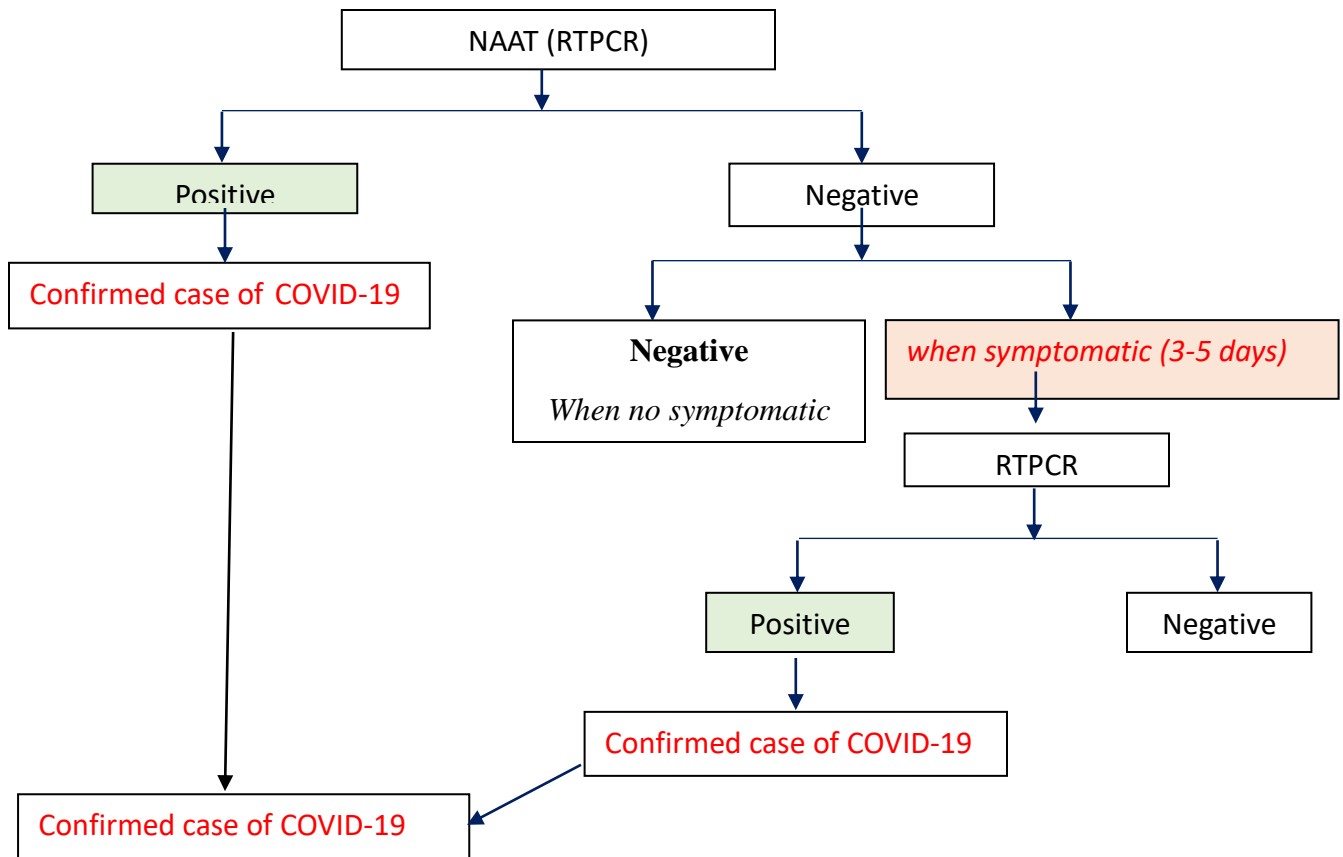 NAAT (RTPCR)
Positive
Negative
Confirmed case of COVID-19
Negative
When no symptomatic
when symptomatic (3-5 days)
RTPCR
Positive
Negative
Confirmed case of COVID-19
Confirmed case of COVID-19